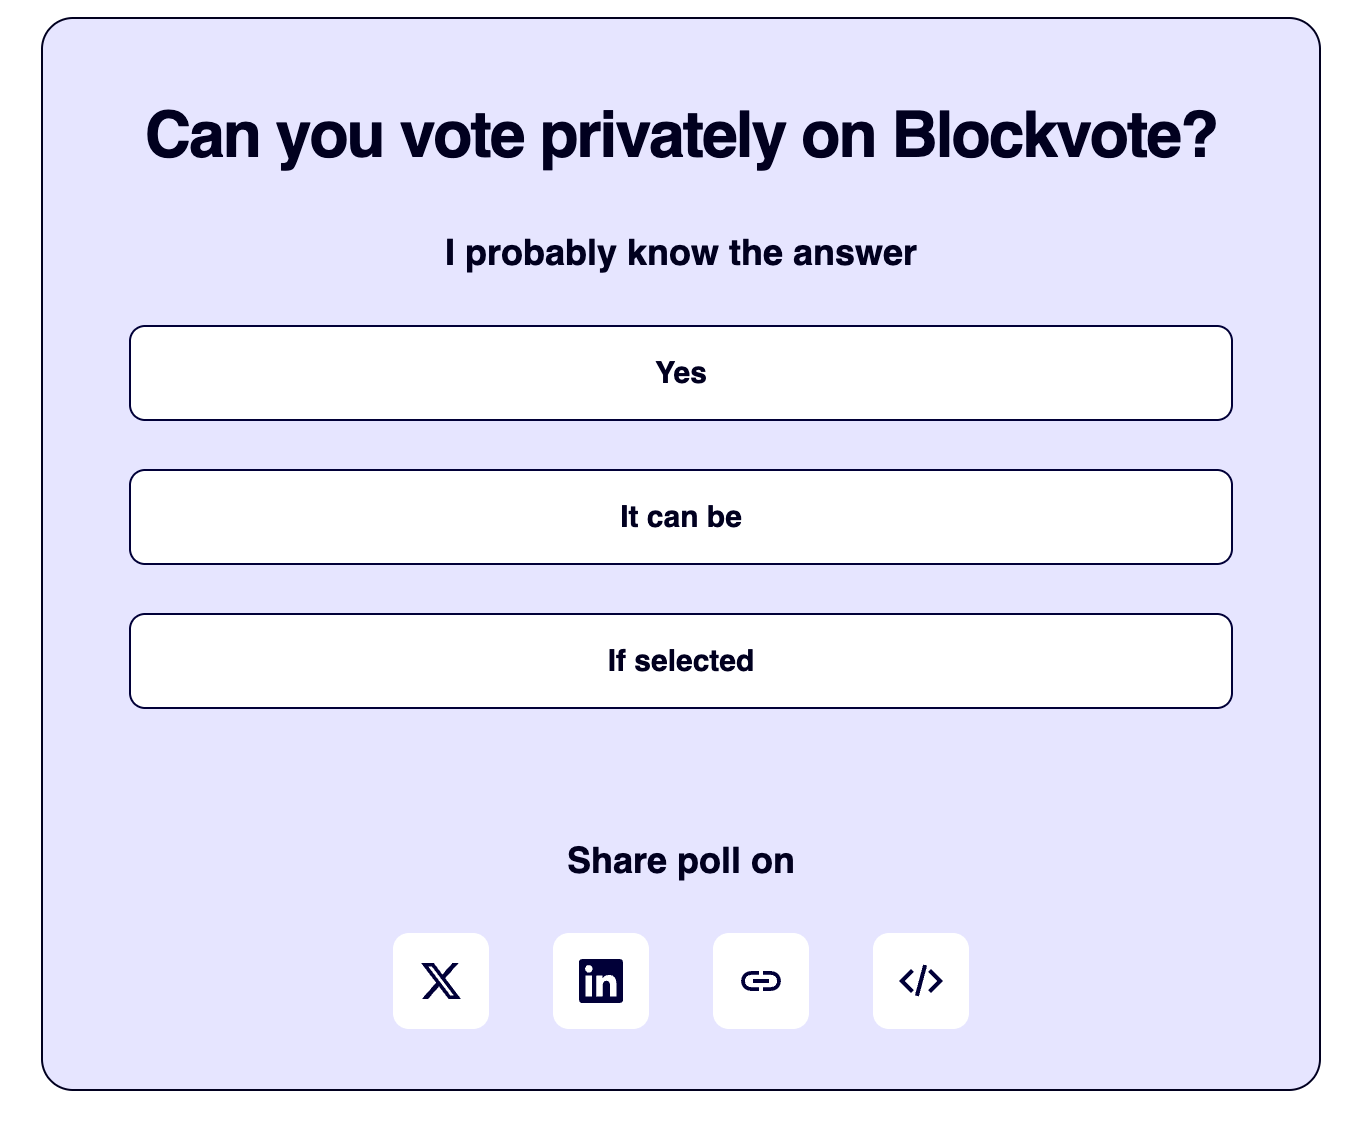 Can you vote privately on Blockvote?
I probably know the answer
Yes
It can be
If selected
Share poll on
X
in
</>